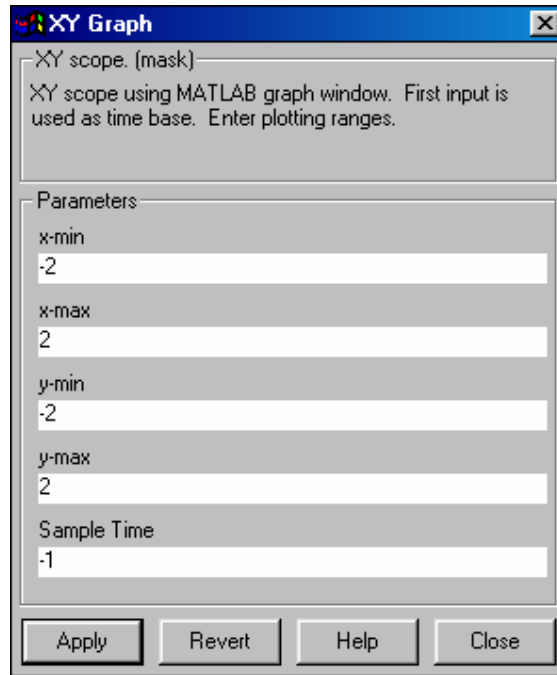 XY Graph
XY scope. (mask)
XY scope using MATLAB graph window. First input is
used as time base. Enter plotting ranges.
Parameters
x-min
-2
x-max
2
y-min
-2
y-max
2
Sample Time
-1
Apply Revert Help Close